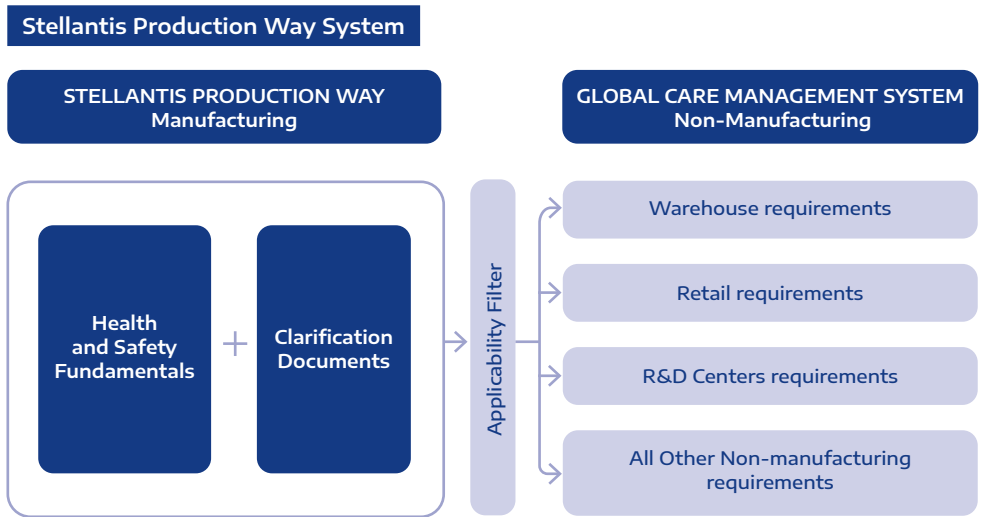 Stellantis Production Way System
STELLANTIS PRODUCTION WAY
Manufacturing
GLOBAL CARE MANAGEMENT SYSTEM
Non-Manufacturing
Health
and Safety
Fundamentals
+
Clarification
Documents
Applicability Filter
Warehouse requirements
Retail requirements
R&D Centers requirements
All Other Non-manufacturing
requirements